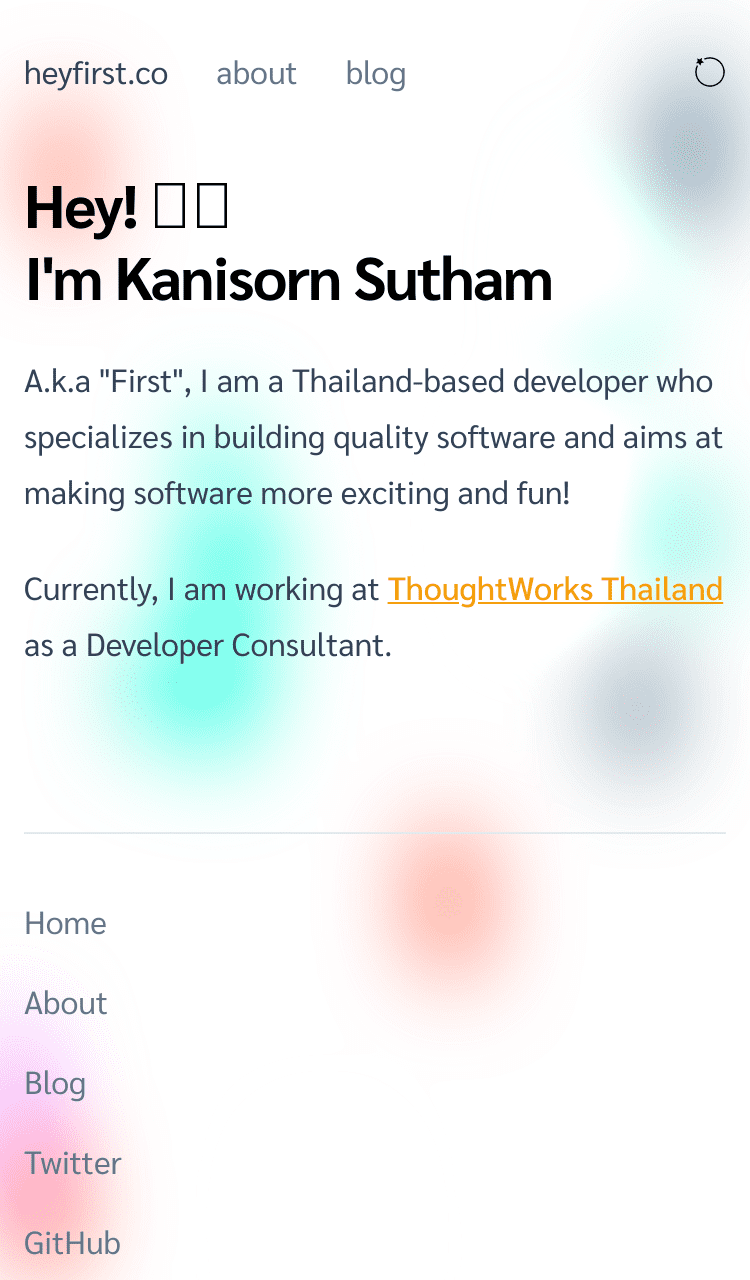 heyfirst.co about blog
Hey!
I'm Kanisorn Sutham
A.k.a "First", I am a Thailand-based developer who
specializes in building quality software and aims at
making software more exciting and fun!
Currently, I am working at ThoughtWorks Thailand
as a Developer Consultant.
Home
About
Blog
Twitter
GitHub